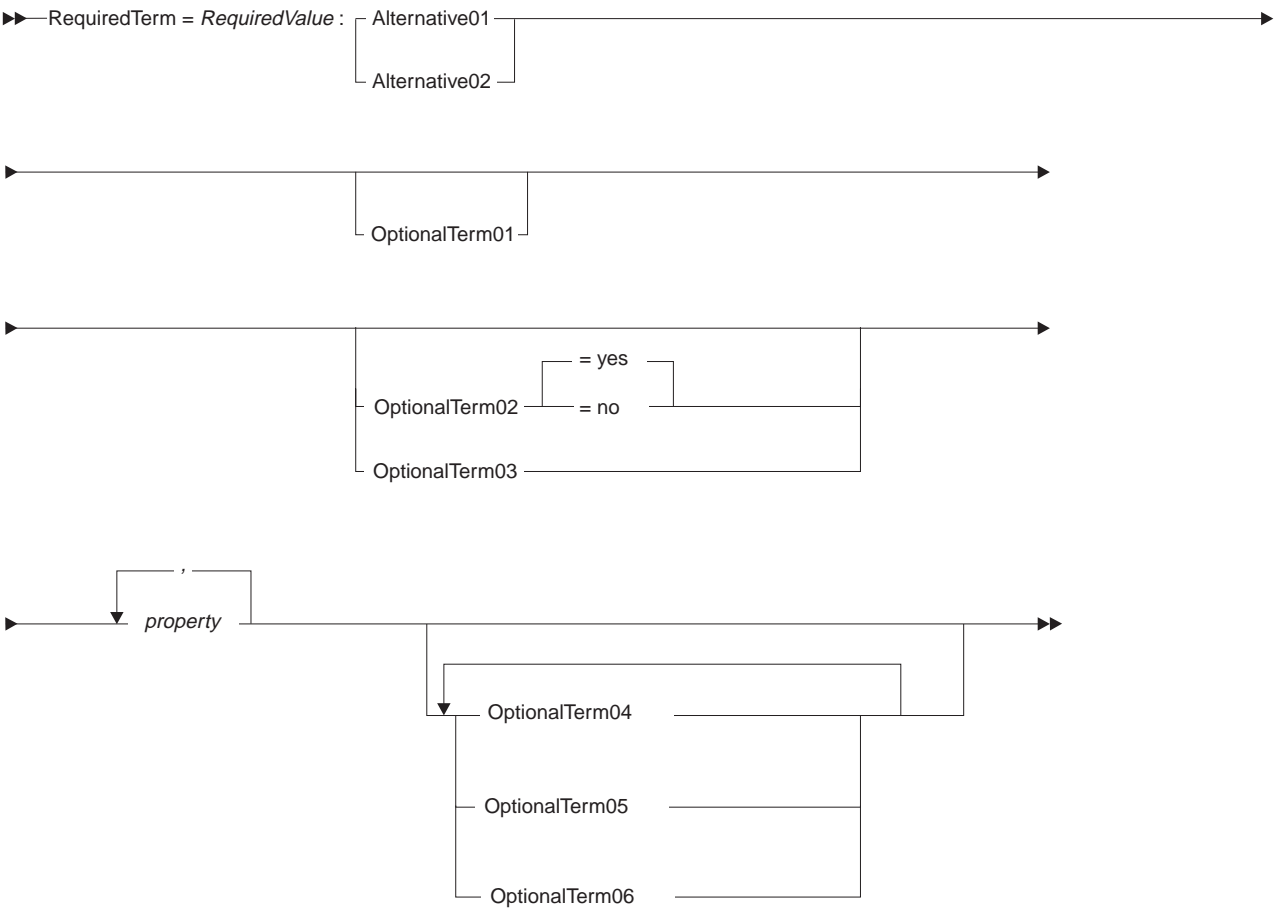 RequiredTerm = RequiredValue : Alternative01
Alternative02
OptionalTerm01
= yes
OptionalTerm02 = no
OptionalTerm03
,
property
OptionalTerm04
OptionalTerm05
OptionalTerm06